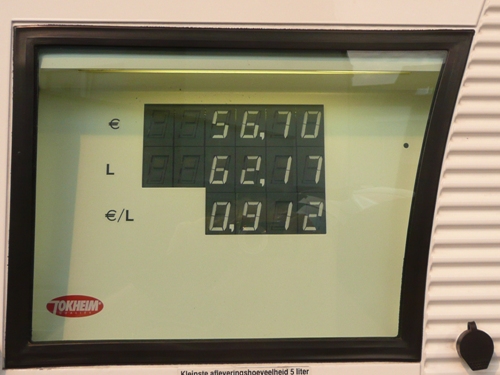 € 56,70
L 62,17
€/L 0,912
TOKHEIM
Kleinste afleveringshoeveelheid 5 liter